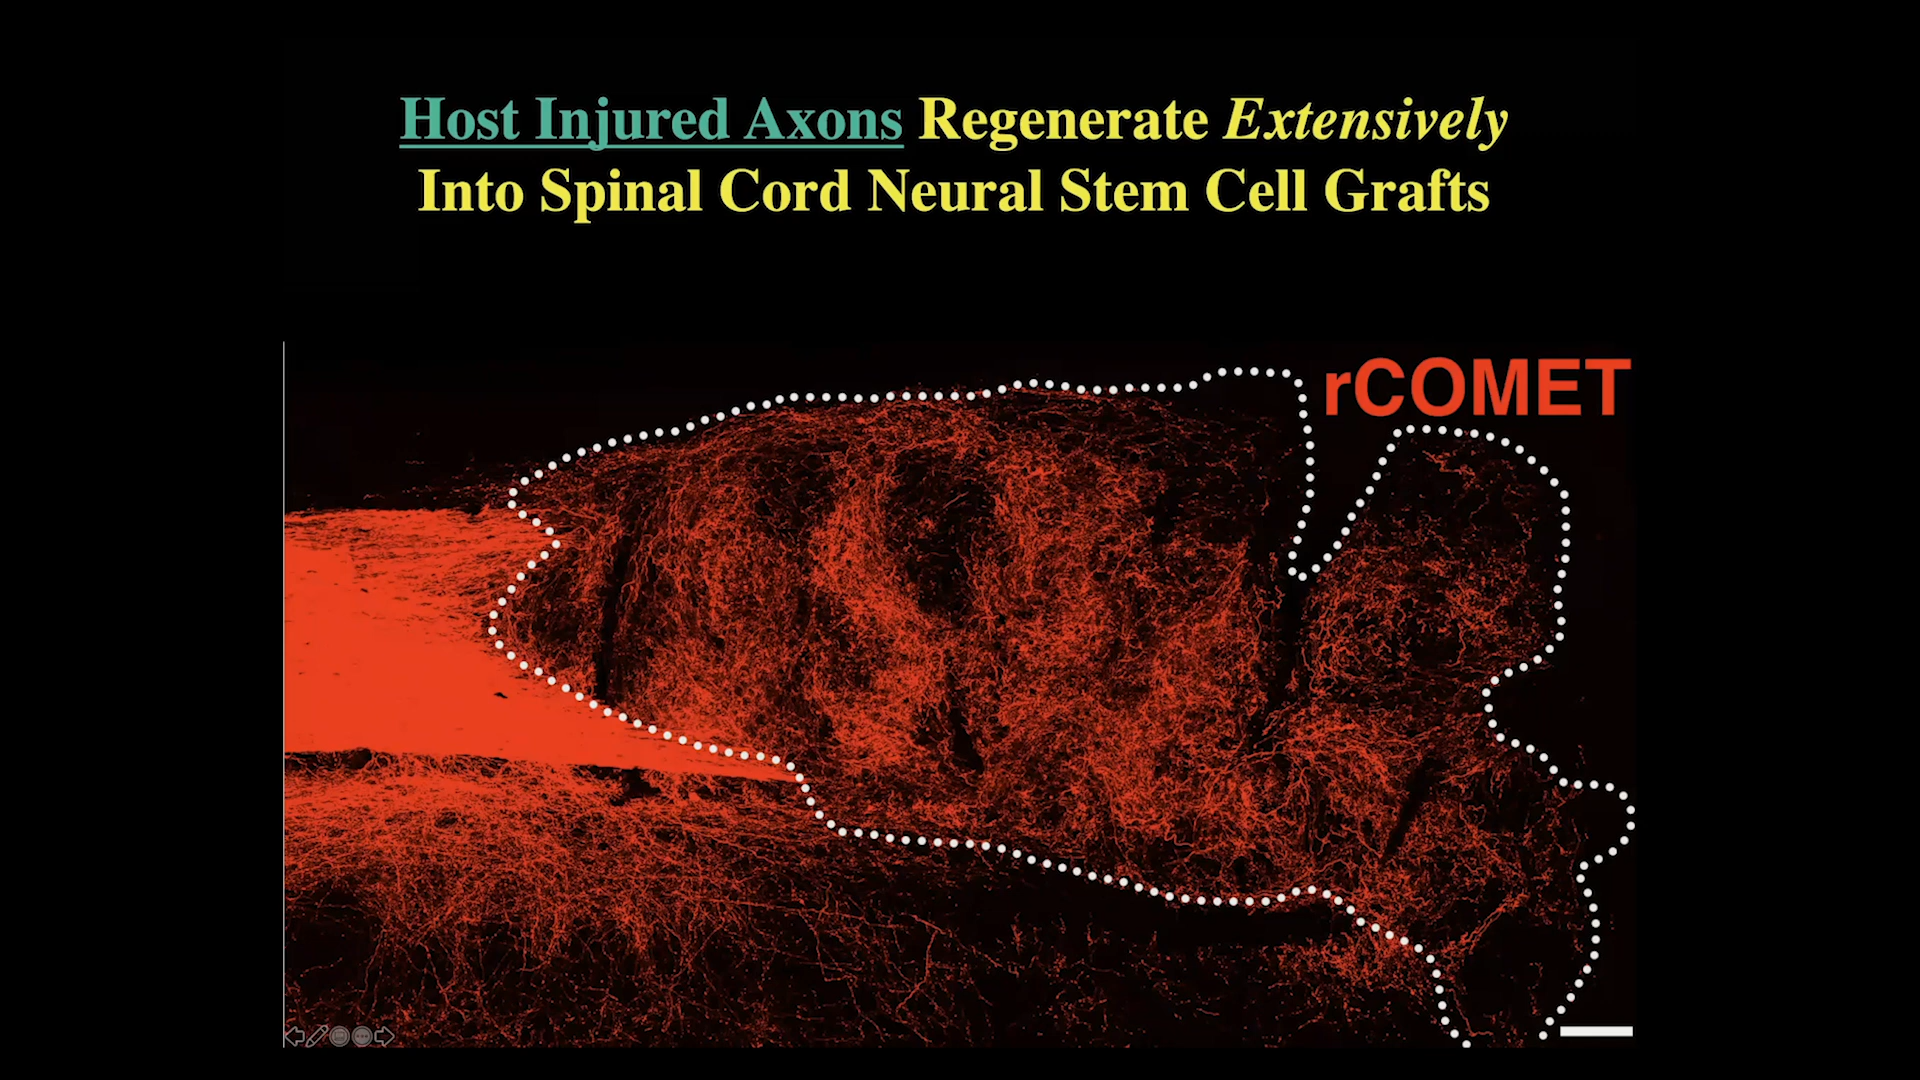 Host Injured Axons Regenerate Extensively
Into Spinal Cord Neural Stem Cell Grafts
rCOMET